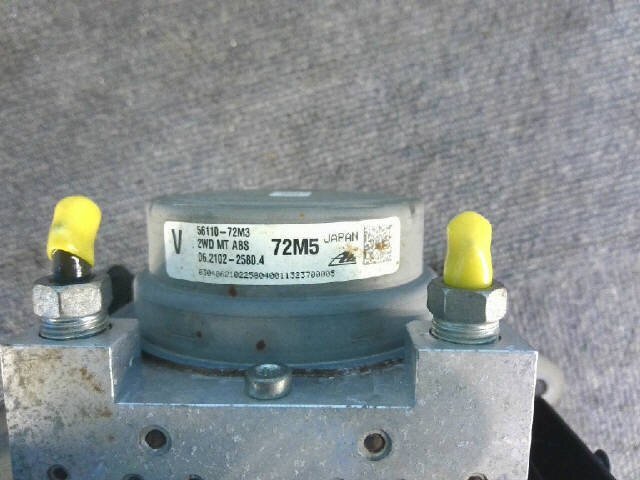 V
56110-72M3
2WD MT ABS
06.2102-2580.4
72M5
JAPAN